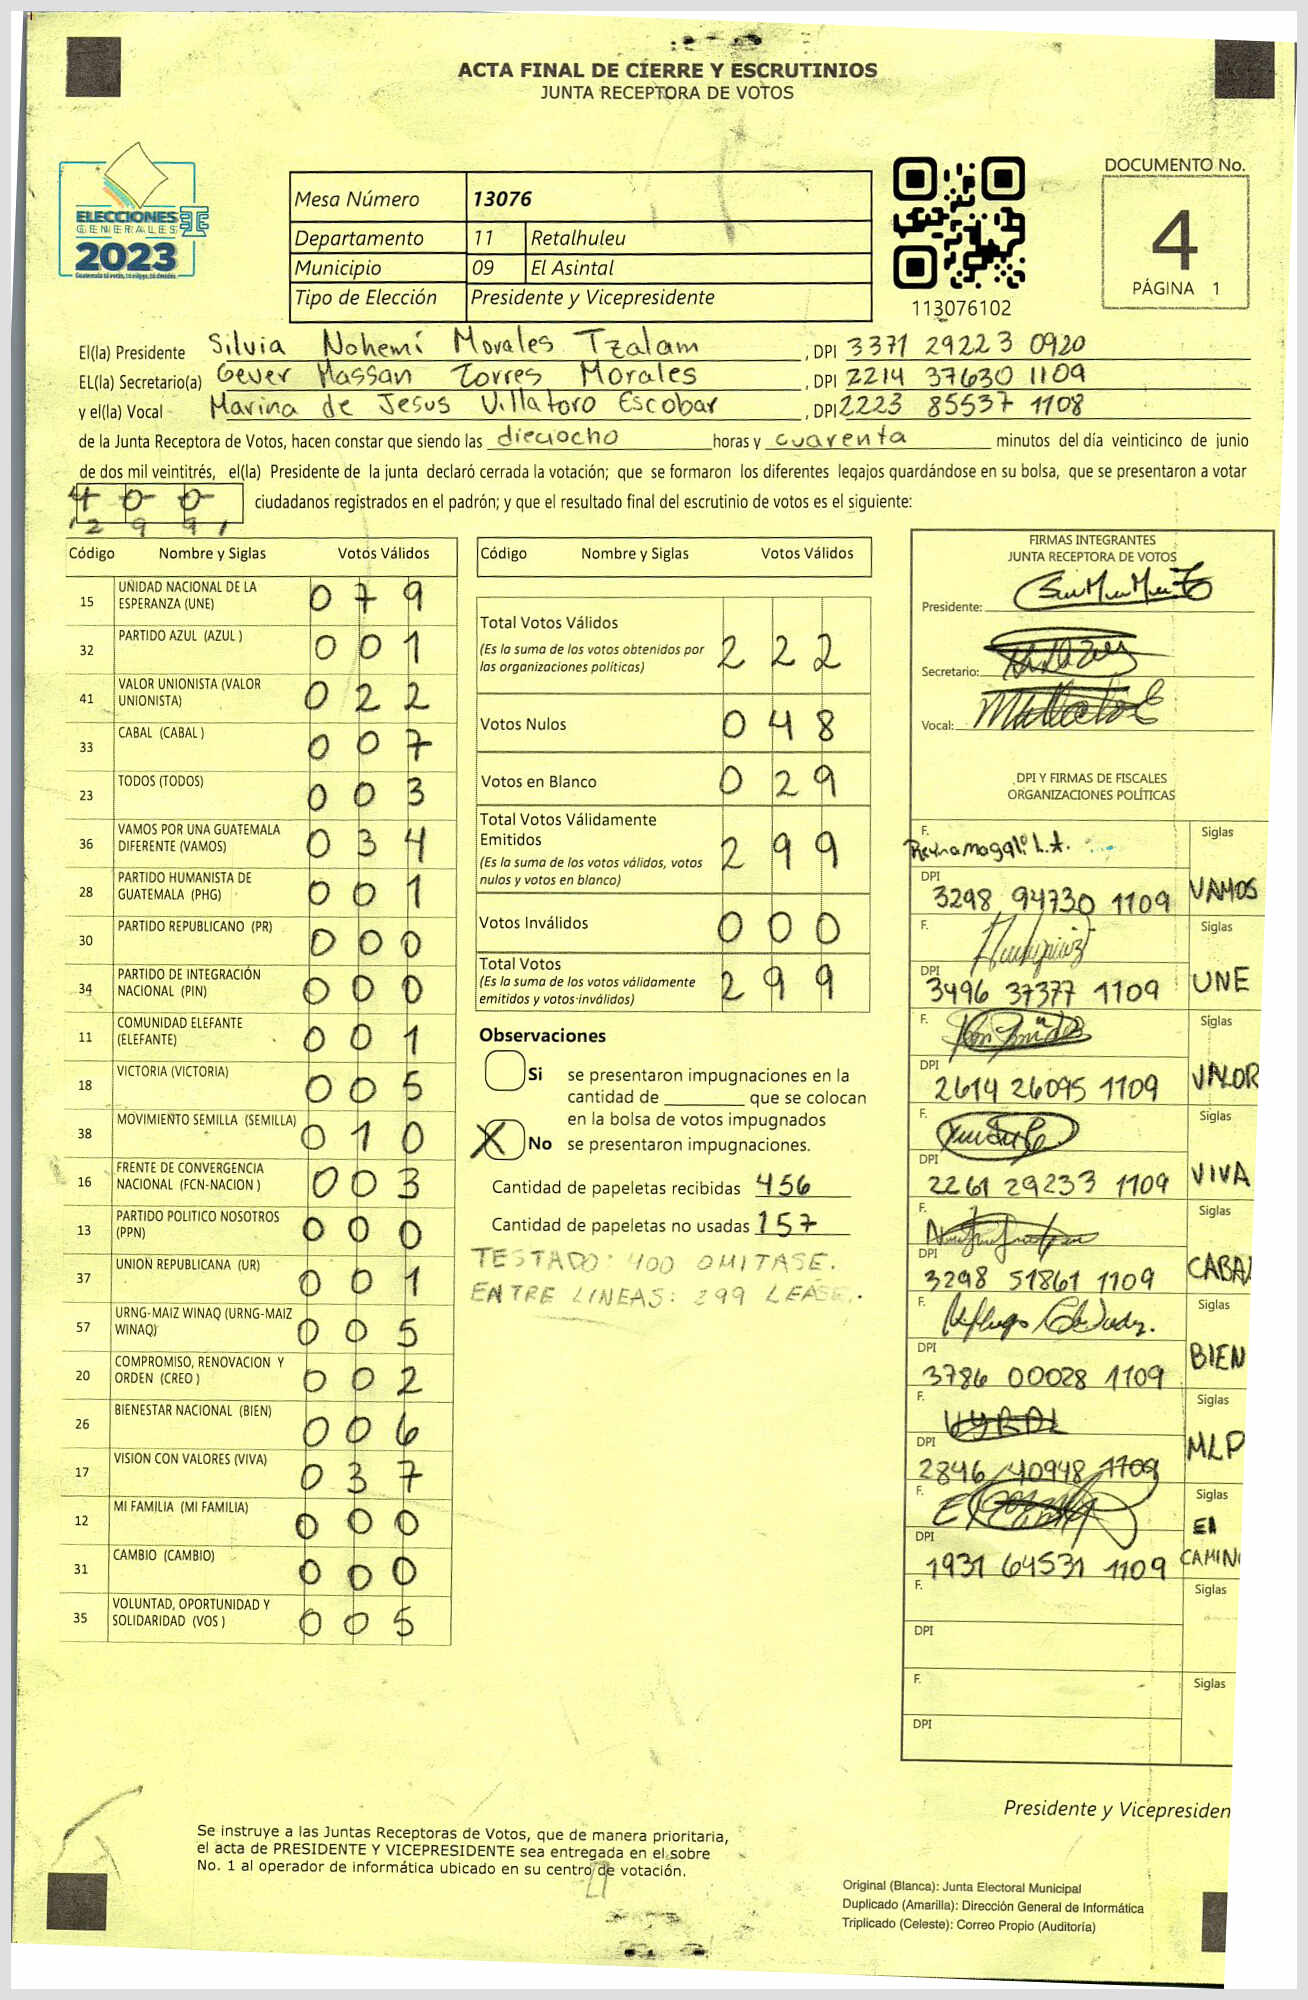 ACTA FINAL DE CIERRE Y ESCRUTINIOS
JUNTA RECEPTORA DE VOTOS
ELECCIONES
GENERALES
2023
Mesa Número 13076
Departamento 11 Retalhuleu
Municipio 09 El Asintal
Tipo de Elección Presidente y Vicepresidente
113076102
DOCUMENTO No.
4
PÁGINA 1
El(la) Presidente Silvia Nohemí Morales Tzalam, DPI 3371 29223 0920
EL(la) Secretario(a) Gever Hassan Torres Morales, DPI 2214 37630 1109
y el(la) Vocal Marina de Jesus Villatoro Escobar, DPI 2223 85537 1108
de la Junta Receptora de Votos, hacen constar que siendo las dieciocho horas y cuarenta minutos del día veinticinco de junio
de dos mil veintitrés, el(la) Presidente de la junta declaró cerrada la votación; que se formaron los diferentes legajos guardándose en su bolsa, que se presentaron a votar
4 0 0 ciudadanos registrados en el padrón; y que el resultado final del escrutinio de votos es el siguiente:
2 9 9
Código Nombre y Siglas Votos Válidos
15 UNIDAD NACIONAL DE LA ESPERANZA (UNE) 0 7 9
32 PARTIDO AZUL (AZUL ) 0 0 1
41 VALOR UNIONISTA (VALOR UNIONISTA) 0 2 2
33 CABAL (CABAL ) 0 0 7
23 TODOS (TODOS) 0 0 3
36 VAMOS POR UNA GUATEMALA DIFERENTE (VAMOS) 0 3 4
28 PARTIDO HUMANISTA DE GUATEMALA (PHG) 0 0 1
30 PARTIDO REPUBLICANO (PR) 0 0 0
34 PARTIDO DE INTEGRACIÓN NACIONAL (PIN) 0 0 0
11 COMUNIDAD ELEFANTE (ELEFANTE) 0 0 1
18 VICTORIA (VICTORIA) 0 0 5
38 MOVIMIENTO SEMILLA (SEMILLA) 0 1 0
16 FRENTE DE CONVERGENCIA NACIONAL (FCN-NACION ) 0 0 3
13 PARTIDO POLITICO NOSOTROS (PPN) 0 0 0
37 UNION REPUBLICANA (UR) 0 0 1
57 URNG-MAIZ WINAQ (URNG-MAIZ WINAQ) 0 0 5
20 COMPROMISO, RENOVACION Y ORDEN (CREO ) 0 0 2
26 BIENESTAR NACIONAL (BIEN) 0 0 6
17 VISION CON VALORES (VIVA) 0 3 7
12 MI FAMILIA (MI FAMILIA) 0 0 0
31 CAMBIO (CAMBIO) 0 0 0
35 VOLUNTAD, OPORTUNIDAD Y SOLIDARIDAD (VOS ) 0 0 5
Código Nombre y Siglas Votos Válidos
Total Votos Válidos 2 2 2
(Es la suma de los votos obtenidos por
las organizaciones políticas)
Votos Nulos 0 4 8
Votos en Blanco 0 2 9
Total Votos Válidamente
Emitidos 2 9 9
(Es la suma de los votos válidos, votos
nulos y votos en blanco)
Votos Inválidos 0 0 0
Total Votos 2 9 9
(Es la suma de los votos válidamente
emitidos y votos inválidos)
Observaciones
Si se presentaron impugnaciones en la
cantidad de ________ que se colocan
en la bolsa de votos impugnados
X No se presentaron impugnaciones.
Cantidad de papeletas recibidas 456
Cantidad de papeletas no usadas 157
TESTADO: 400 OMITASE.
ENTRE LINEAS: 299 LEASE.
FIRMAS INTEGRANTES
JUNTA RECEPTORA DE VOTOS
Presidente:
Secretario:
Vocal:
DPI Y FIRMAS DE FISCALES
ORGANIZACIONES POLÍTICAS
F. Siglas
DPI 3298 94730 1109 VAMOS
F. Siglas
DPI 3496 37377 1109 UNE
F. Siglas
DPI 2614 26095 1109 VALOR
F. Siglas
DPI 2261 29233 1109 VIVA
F. Siglas
DPI 3298 51861 1109 CABAL
F. Siglas
DPI 3786 00028 1109 BIEN
F. Siglas
DPI 2846 40948 1109 MLP
F. Siglas
DPI 1931 64531 1109 El CAMINO
F. Siglas
DPI
F. Siglas
DPI
Presidente y Vicepresiden
Se instruye a las Juntas Receptoras de Votos, que de manera prioritaria,
el acta de PRESIDENTE Y VICEPRESIDENTE sea entregada en el sobre
No. 1 al operador de informática ubicado en su centro de votación.
Original (Blanca): Junta Electoral Municipal
Duplicado (Amarilla): Dirección General de Informática
Triplicado (Celeste): Correo Propio (Auditoría)